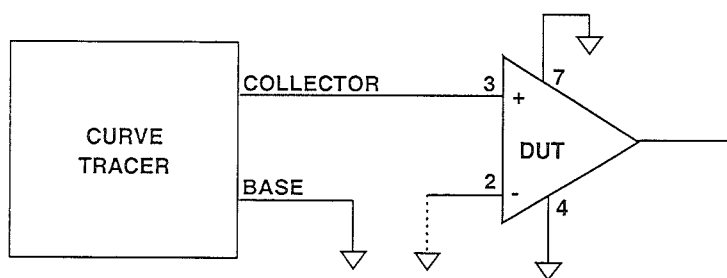 COLLECTOR
3
7
+
CURVE
TRACER
DUT
BASE
2
-
4